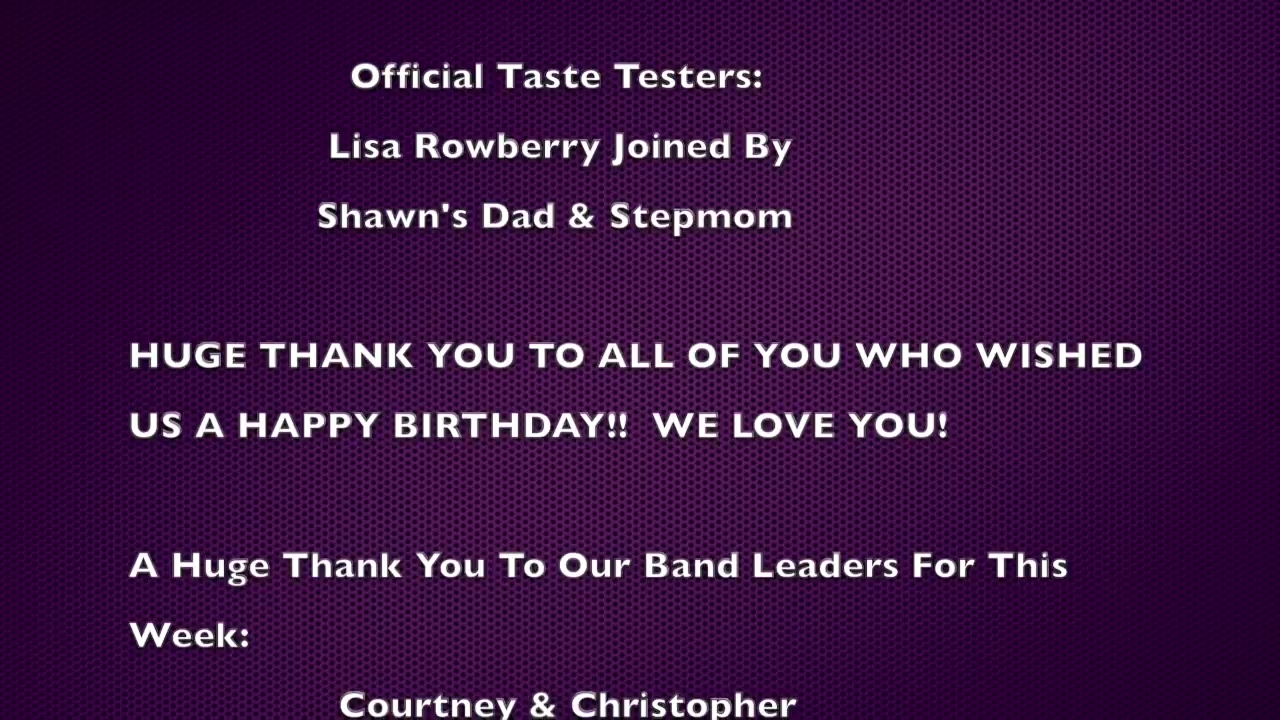 Official Taste Testers:
Lisa Rowberry Joined By
Shawn's Dad & Stepmom
HUGE THANK YOU TO ALL OF YOU WHO WISHED
US A HAPPY BIRTHDAY!!  WE LOVE YOU!
A Huge Thank You To Our Band Leaders For This
Week:
Courtney & Christopher